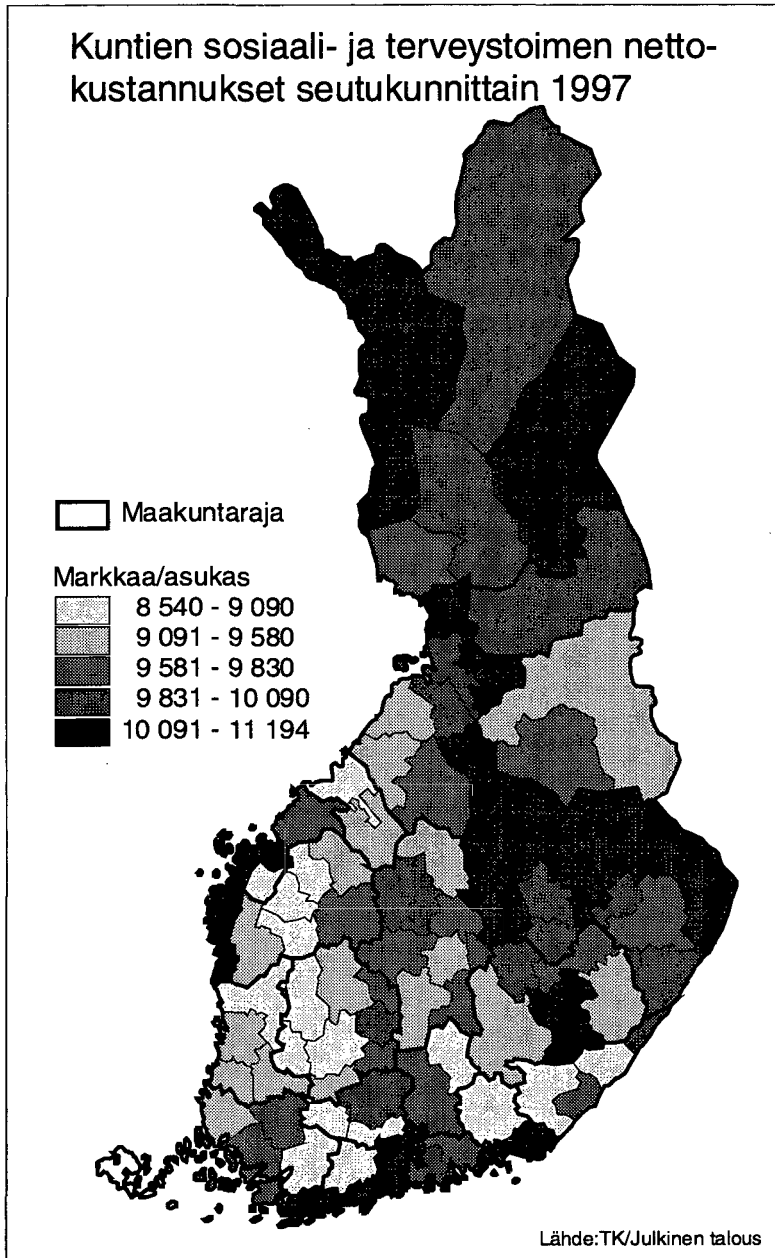 Kuntien sosiaali- ja terveystoimen netto-
kustannukset seutukunnittain 1997
Maakuntaraja
Markkaa/asukas
8 540 - 9 090
9 091 - 9 580
9 581 - 9 830
9 831 - 10 090
10 091 - 11 194
Lähde:TK/Julkinen talous